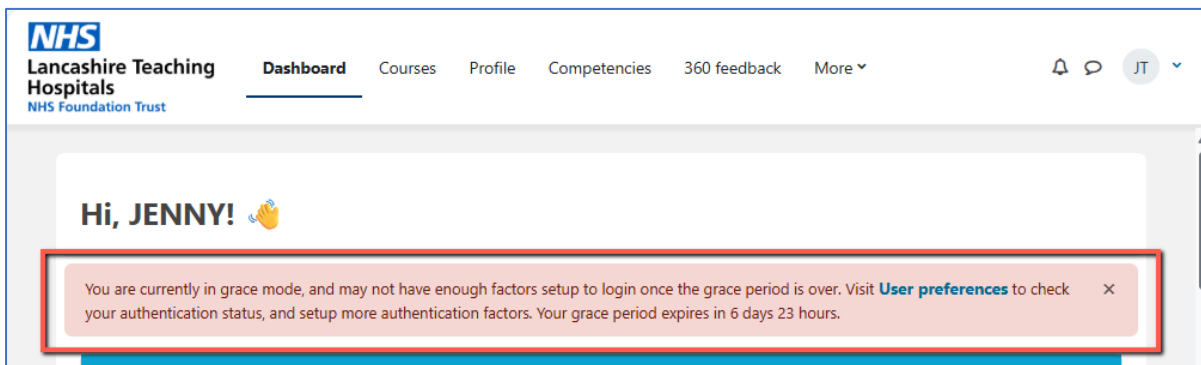 NHS
Lancashire Teaching
Hospitals
NHS Foundation Trust
Dashboard Courses Profile Competencies 360 feedback More JT
Hi, JENNY! 👋
You are currently in grace mode, and may not have enough factors setup to login once the grace period is over. Visit User preferences to check
your authentication status, and setup more authentication factors. Your grace period expires in 6 days 23 hours.